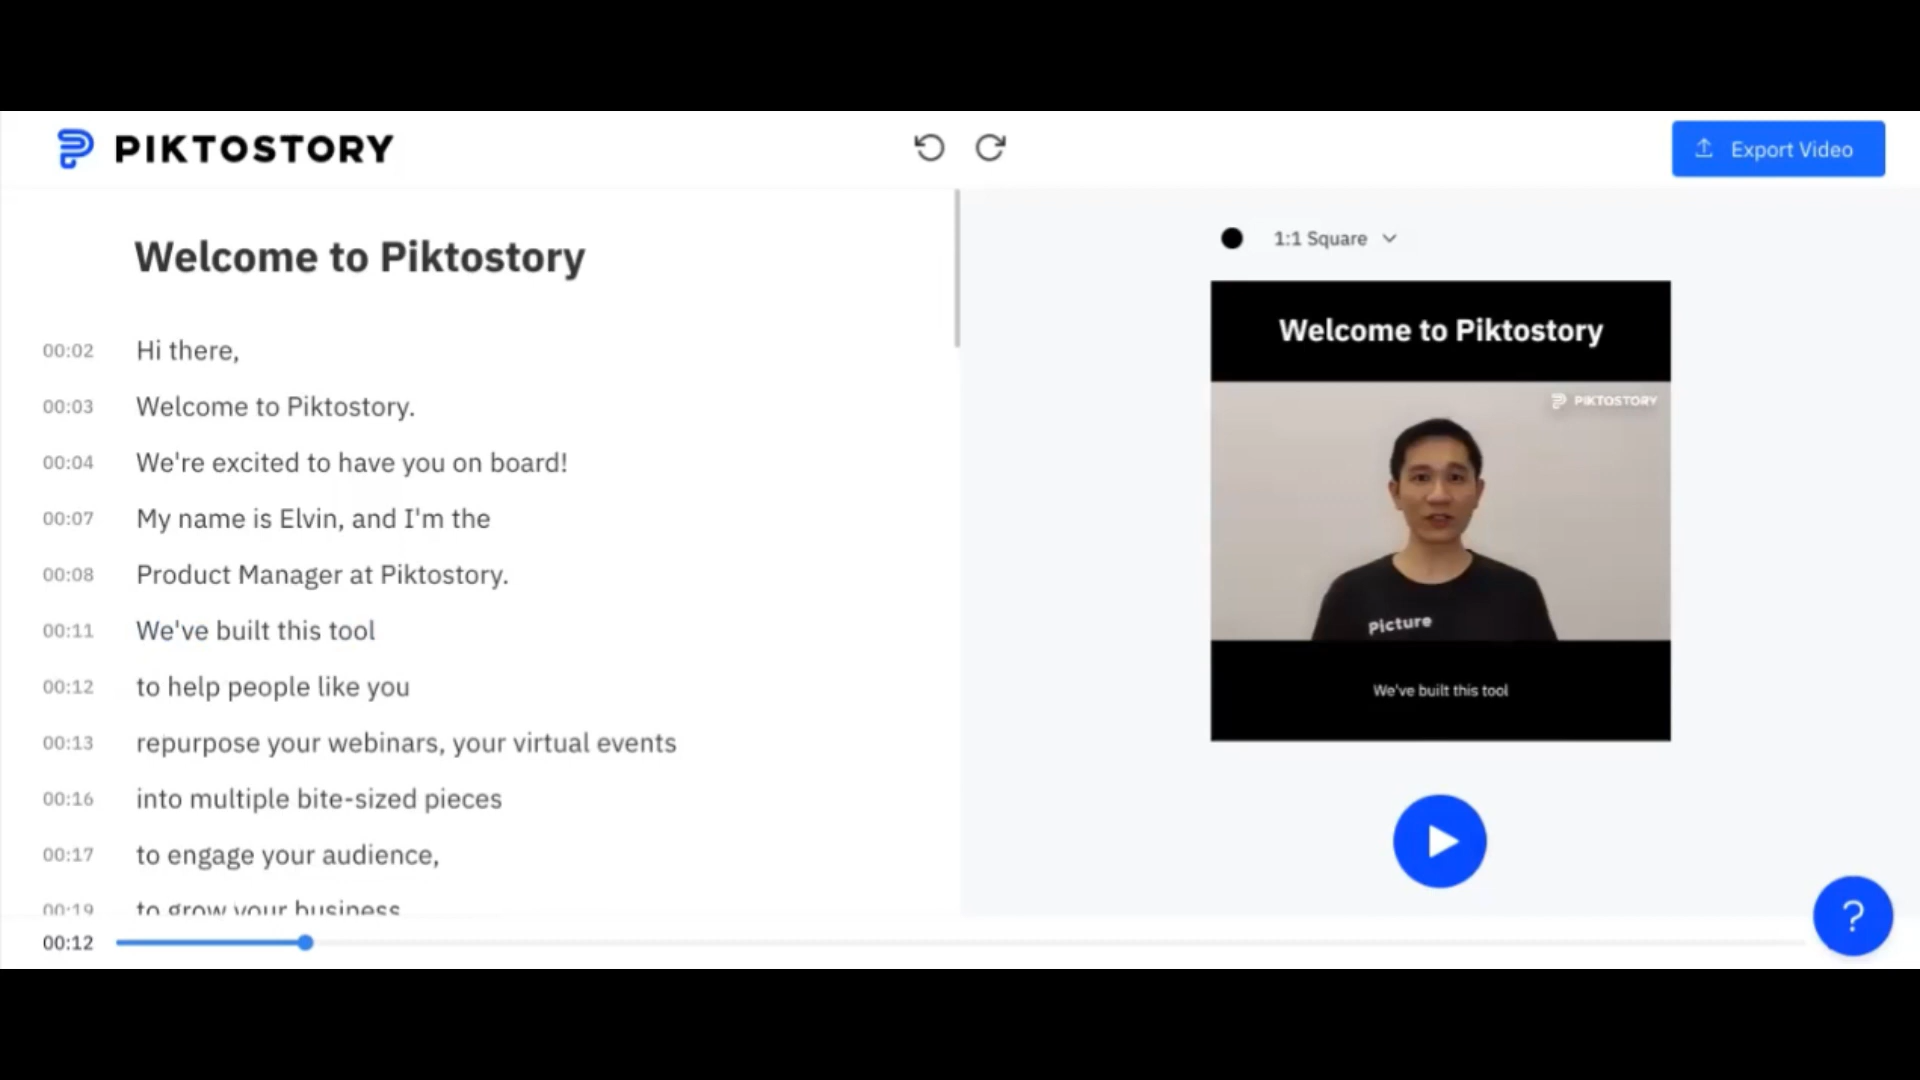 PIKTOSTORY
Export Video
Welcome to Piktostory
00:02 Hi there,
00:03 Welcome to Piktostory.
00:04 We're excited to have you on board!
00:07 My name is Elvin, and I'm the
00:08 Product Manager at Piktostory.
00:11 We've built this tool
00:12 to help people like you
00:13 repurpose your webinars, your virtual events
00:16 into multiple bite-sized pieces
00:17 to engage your audience,
00:19 to grow your business
00:12
1:1 Square
Welcome to Piktostory
PIKTOSTORY
Picture
We've built this tool
?